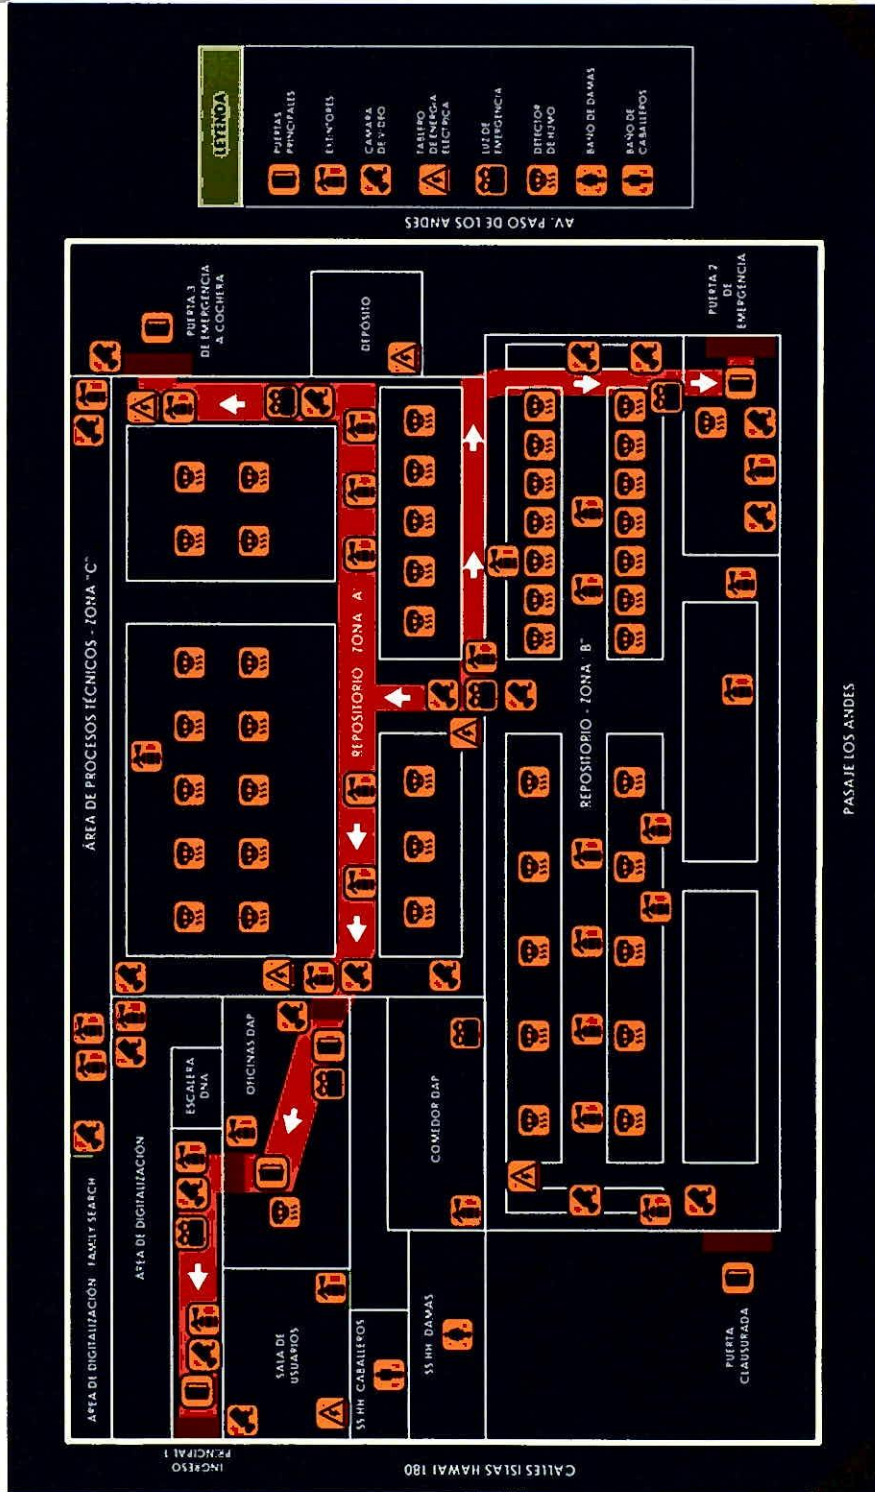 LEYENDA
PUERTAS
PRINCIPALES
EXTINTORES
CAMARA
DE VIDEO
TABLERO
DE ENERGIA
ELÉCTRICA
LUZ DE
EMERGENCIA
DETECTOR
DE HUMO
BAÑO DE DAMAS
BAÑO DE
CABALLEROS
AV. PASO DE LOS ANDES
PUERTA 3
DE EMERGENCIA
A COCHERA
DEPÓSITO
PUERTA 2
DE
EMERGENCIA
ÁREA DE PROCESOS TÉCNICOS - ZONA "C"
REPOSITORIO ZONA A
REPOSITORIO - ZONA "B"
PASAJE LOS ANDES
AREA DE DIGITALIZACIÓN FAMILY SEARCH
AREA DE DIGITALIZACIÓN
ESCALERA
DNA
OFICINAS DAP
COMEDOR DAP
SALA DE
USUARIOS
SS HH CABALLEROS
SS HH DAMAS
PUERTA
CLAUSURADA
INGRESO
PRINCIPAL 1
CALLES ISLAS HAWAI 180